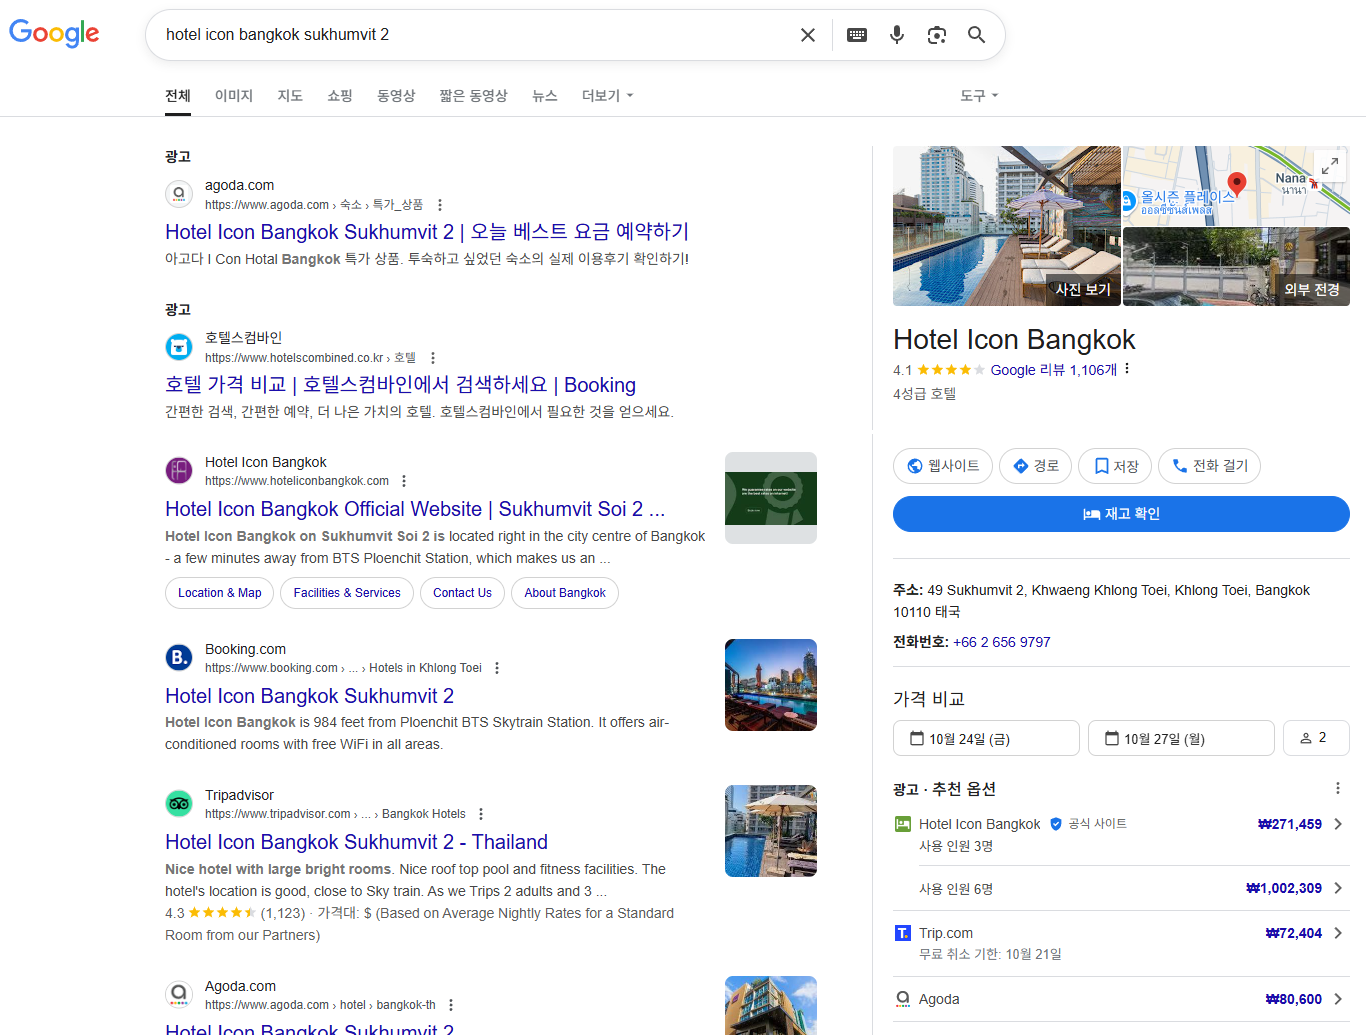 Google
hotel icon bangkok sukhumvit 2
전체 이미지 지도 쇼핑 동영상 짧은 동영상 뉴스 더보기 도구
광고
agoda.com
https://www.agoda.com › 숙소 › 특가_상품
Hotel Icon Bangkok Sukhumvit 2 | 오늘 베스트 요금 예약하기
아고다 I Con Hotal Bangkok 특가 상품. 투숙하고 싶었던 숙소의 실제 이용후기 확인하기!
광고
호텔스컴바인
https://www.hotelscombined.co.kr › 호텔
호텔 가격 비교 | 호텔스컴바인에서 검색하세요 | Booking
간편한 검색, 간편한 예약, 더 나은 가치의 호텔. 호텔스컴바인에서 필요한 것을 얻으세요.
Hotel Icon Bangkok
https://www.hoteliconbangkok.com
Hotel Icon Bangkok Official Website | Sukhumvit Soi 2 ...
Hotel Icon Bangkok on Sukhumvit Soi 2 is located right in the city centre of Bangkok
- a few minutes away from BTS Ploenchit Station, which makes us an ...
Location & Map Facilities & Services Contact Us About Bangkok
B.
Booking.com
https://www.booking.com › ... › Hotels in Khlong Toei
Hotel Icon Bangkok Sukhumvit 2
Hotel Icon Bangkok is 984 feet from Ploenchit BTS Skytrain Station. It offers air-
conditioned rooms with free WiFi in all areas.
Tripadvisor
https://www.tripadvisor.com › ... › Bangkok Hotels
Hotel Icon Bangkok Sukhumvit 2 - Thailand
Nice hotel with large bright rooms. Nice roof top pool and fitness facilities. The
hotel's location is good, close to Sky train. As we Trips 2 adults and 3 ...
4.3 (1,123) · 가격대: $ (Based on Average Nightly Rates for a Standard
Room from our Partners)
Agoda.com
https://www.agoda.com › hotel › bangkok-th
Hotel Icon Bangkok Sukhumvit 2
사진 보기
올시즌 플레이스
ออลซีซั่นส์เพลิส
Nana
นานา
외부 전경
Hotel Icon Bangkok
4.1 Google 리뷰 1,106개
4성급 호텔
웹사이트 경로 저장 전화 걸기
재고 확인
주소: 49 Sukhumvit 2, Khwaeng Khlong Toei, Khlong Toei, Bangkok
10110 태국
전화번호: +66 2 656 9797
가격 비교
10월 24일 (금) 10월 27일 (월) 2
광고 · 추천 옵션
Hotel Icon Bangkok 공식 사이트 ₩271,459
사용 인원 3명
사용 인원 6명 ₩1,002,309
T. Trip.com ₩72,404
무료 취소 기한: 10월 21일
Agoda ₩80,600